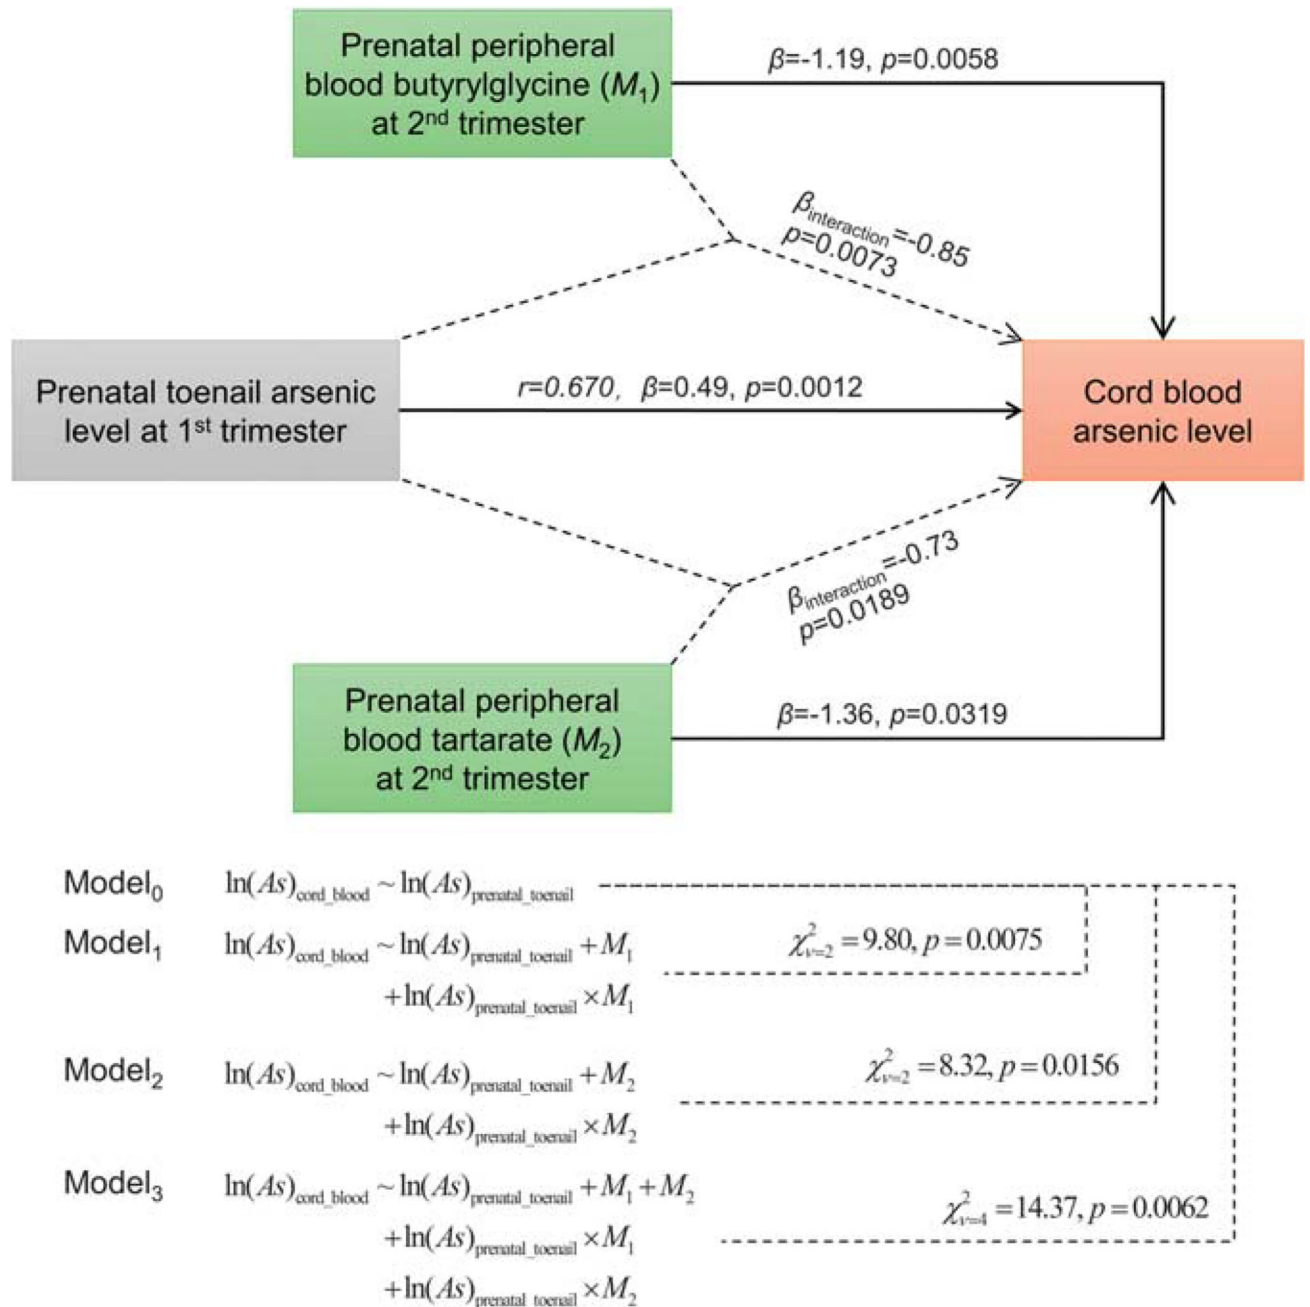 Prenatal peripheral
blood butyrylglycine (M₁)
at 2ⁿᵈ trimester
β=-1.19, p=0.0058
βinteraction=-0.85
p=0.0073
Prenatal toenail arsenic
level at 1ˢᵗ trimester
r=0.670, β=0.49, p=0.0012
Cord blood
arsenic level
βinteraction=-0.73
p=0.0189
Prenatal peripheral
blood tartarate (M₂)
at 2ⁿᵈ trimester
β=-1.36, p=0.0319
Model₀ ln(As)cord_blood ~ ln(As)prenatal_toenail
Model₁ ln(As)cord_blood ~ ln(As)prenatal_toenail + M₁
+ ln(As)prenatal_toenail × M₁
χ²ν=2 = 9.80, p = 0.0075
Model₂ ln(As)cord_blood ~ ln(As)prenatal_toenail + M₂
+ ln(As)prenatal_toenail × M₂
χ²ν=2 = 8.32, p = 0.0156
Model₃ ln(As)cord_blood ~ ln(As)prenatal_toenail + M₁ + M₂
+ ln(As)prenatal_toenail × M₁
+ ln(As)prenatal_toenail × M₂
χ²ν=4 = 14.37, p = 0.0062